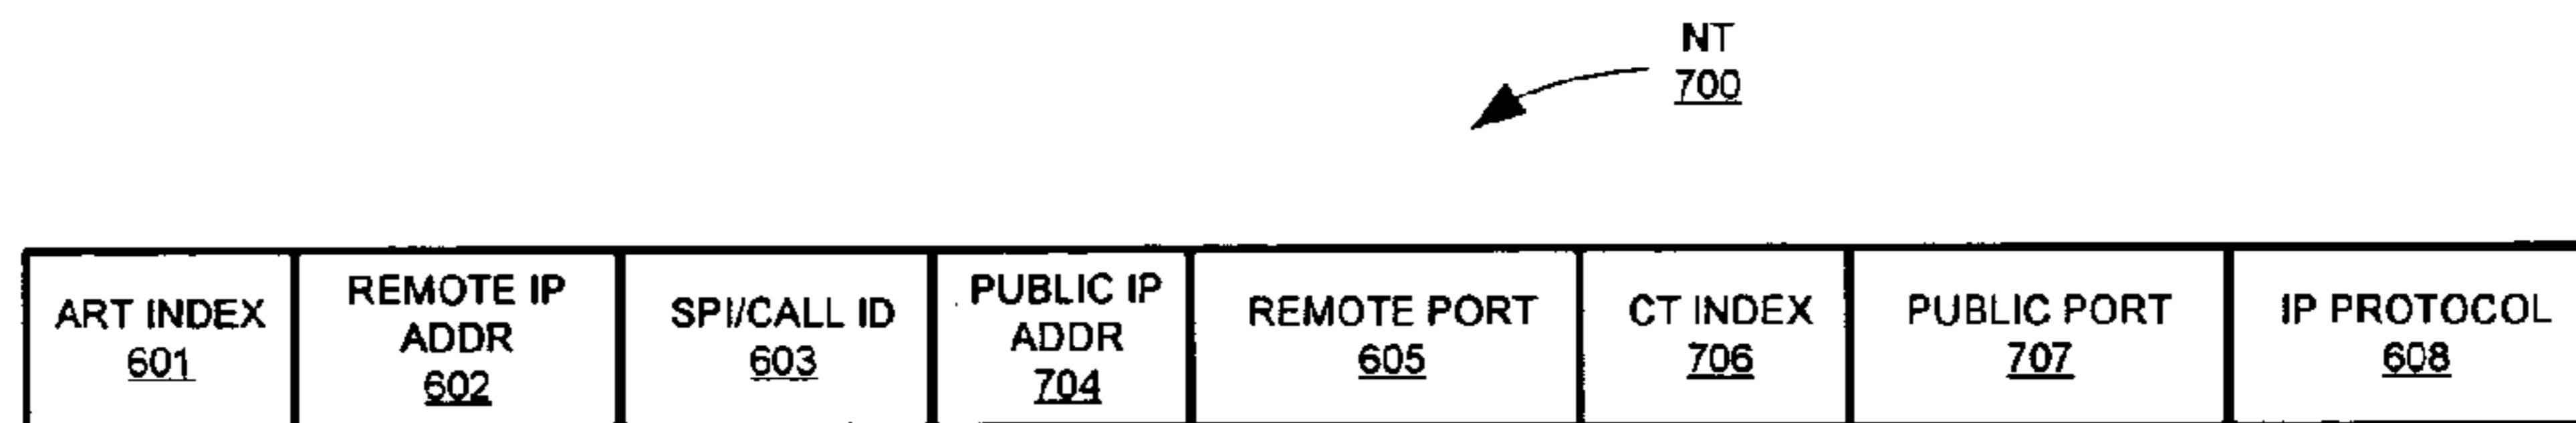 NT
700
ART INDEX
601
REMOTE IP
ADDR
602
SPI/CALL ID
603
PUBLIC IP
ADDR
704
REMOTE PORT
605
CT INDEX
706
PUBLIC PORT
707
IP PROTOCOL
608